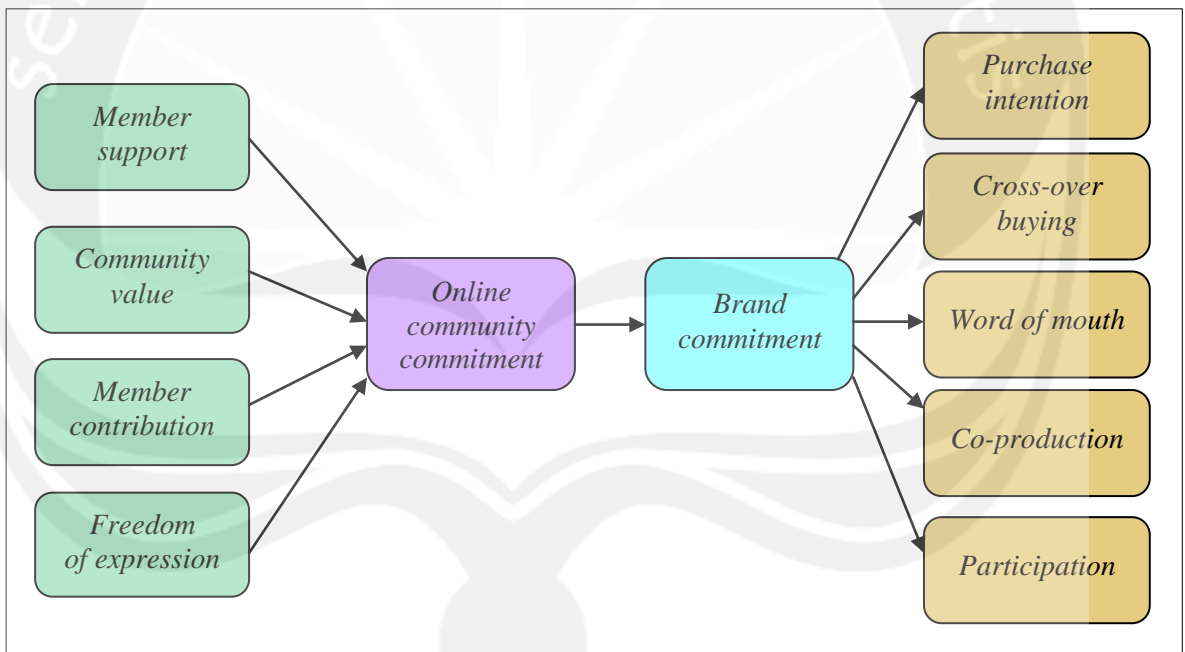 Member
support
Community
value
Member
contribution
Freedom
of expression
Online
community
commitment
Brand
commitment
Purchase
intention
Cross-over
buying
Word of mouth
Co-production
Participation